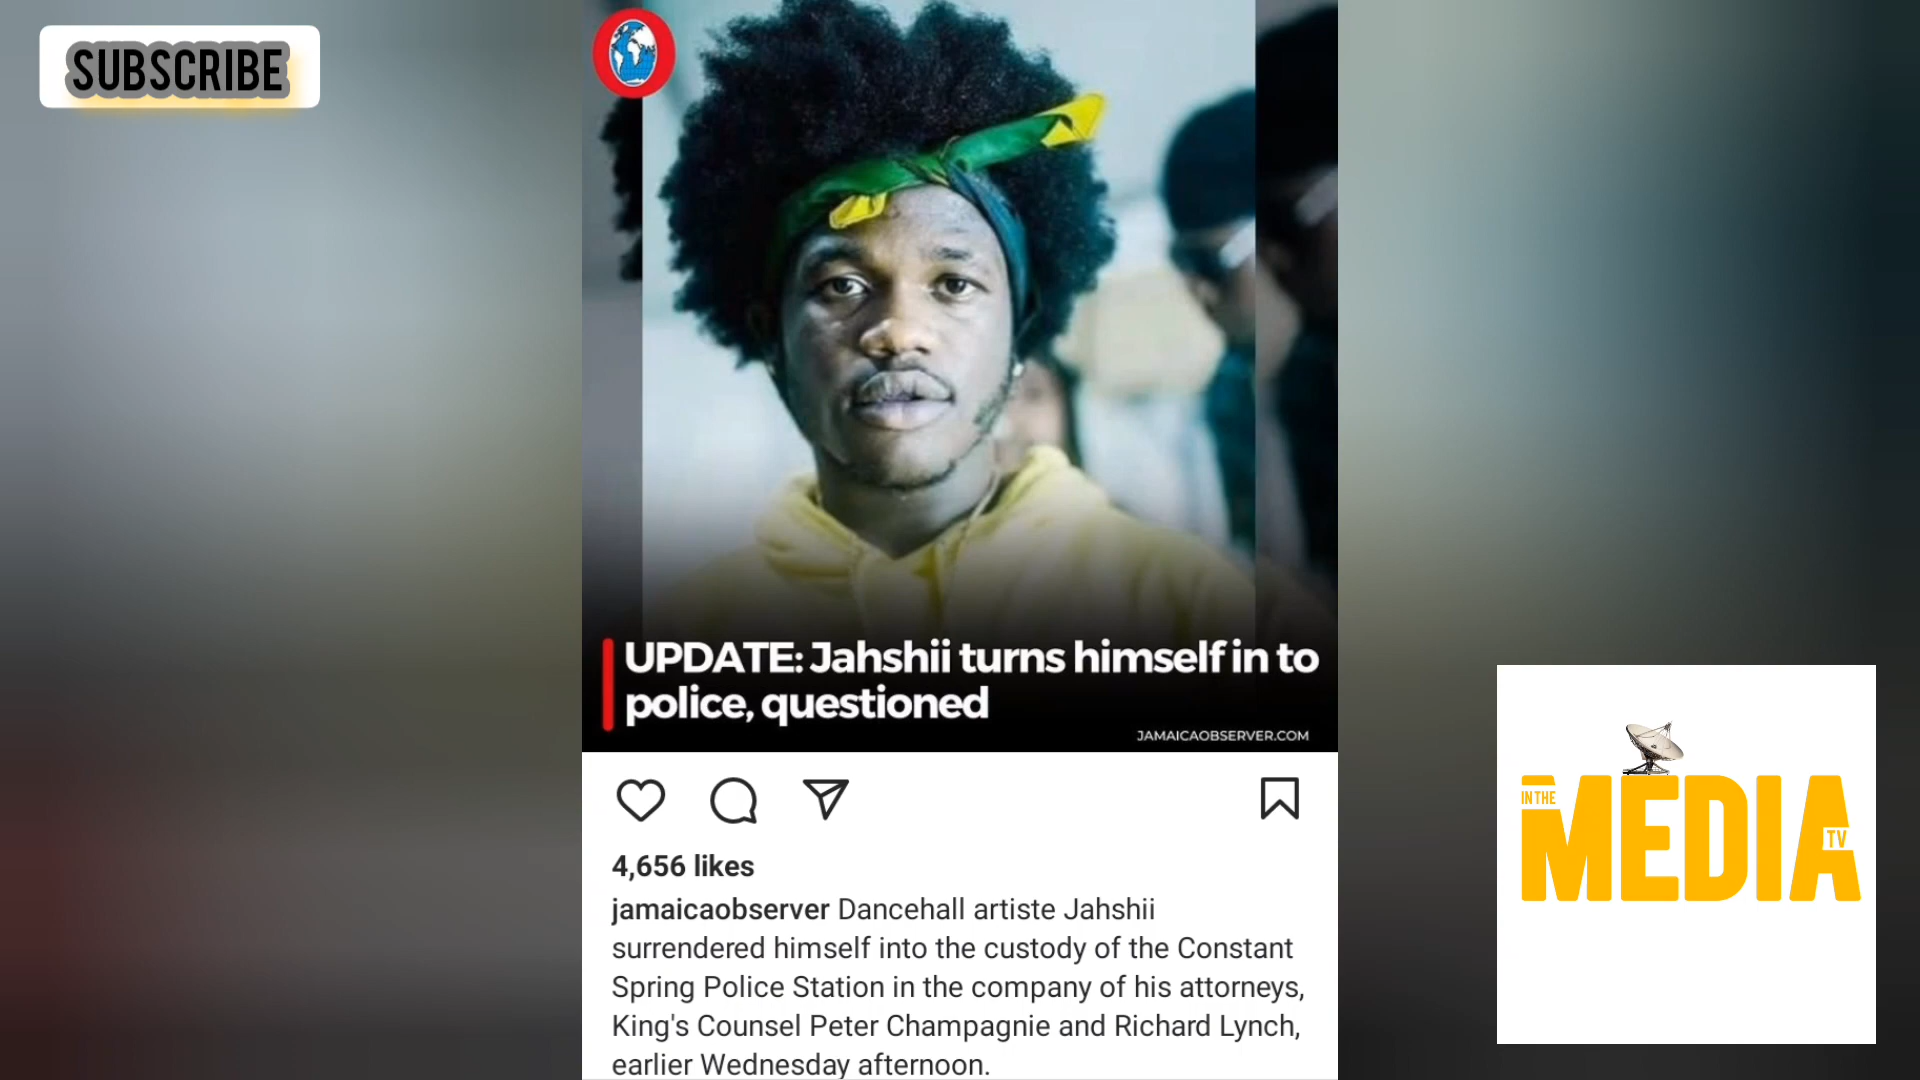 SUBSCRIBE
UPDATE: Jahshii turns himself in to
police, questioned
JAMAICAOBSERVER.COM
4,656 likes
jamaicaobserver Dancehall artiste Jahshii
surrendered himself into the custody of the Constant
Spring Police Station in the company of his attorneys,
King's Counsel Peter Champagnie and Richard Lynch,
earlier Wednesday afternoon.
IN THE
MEDIA
TV